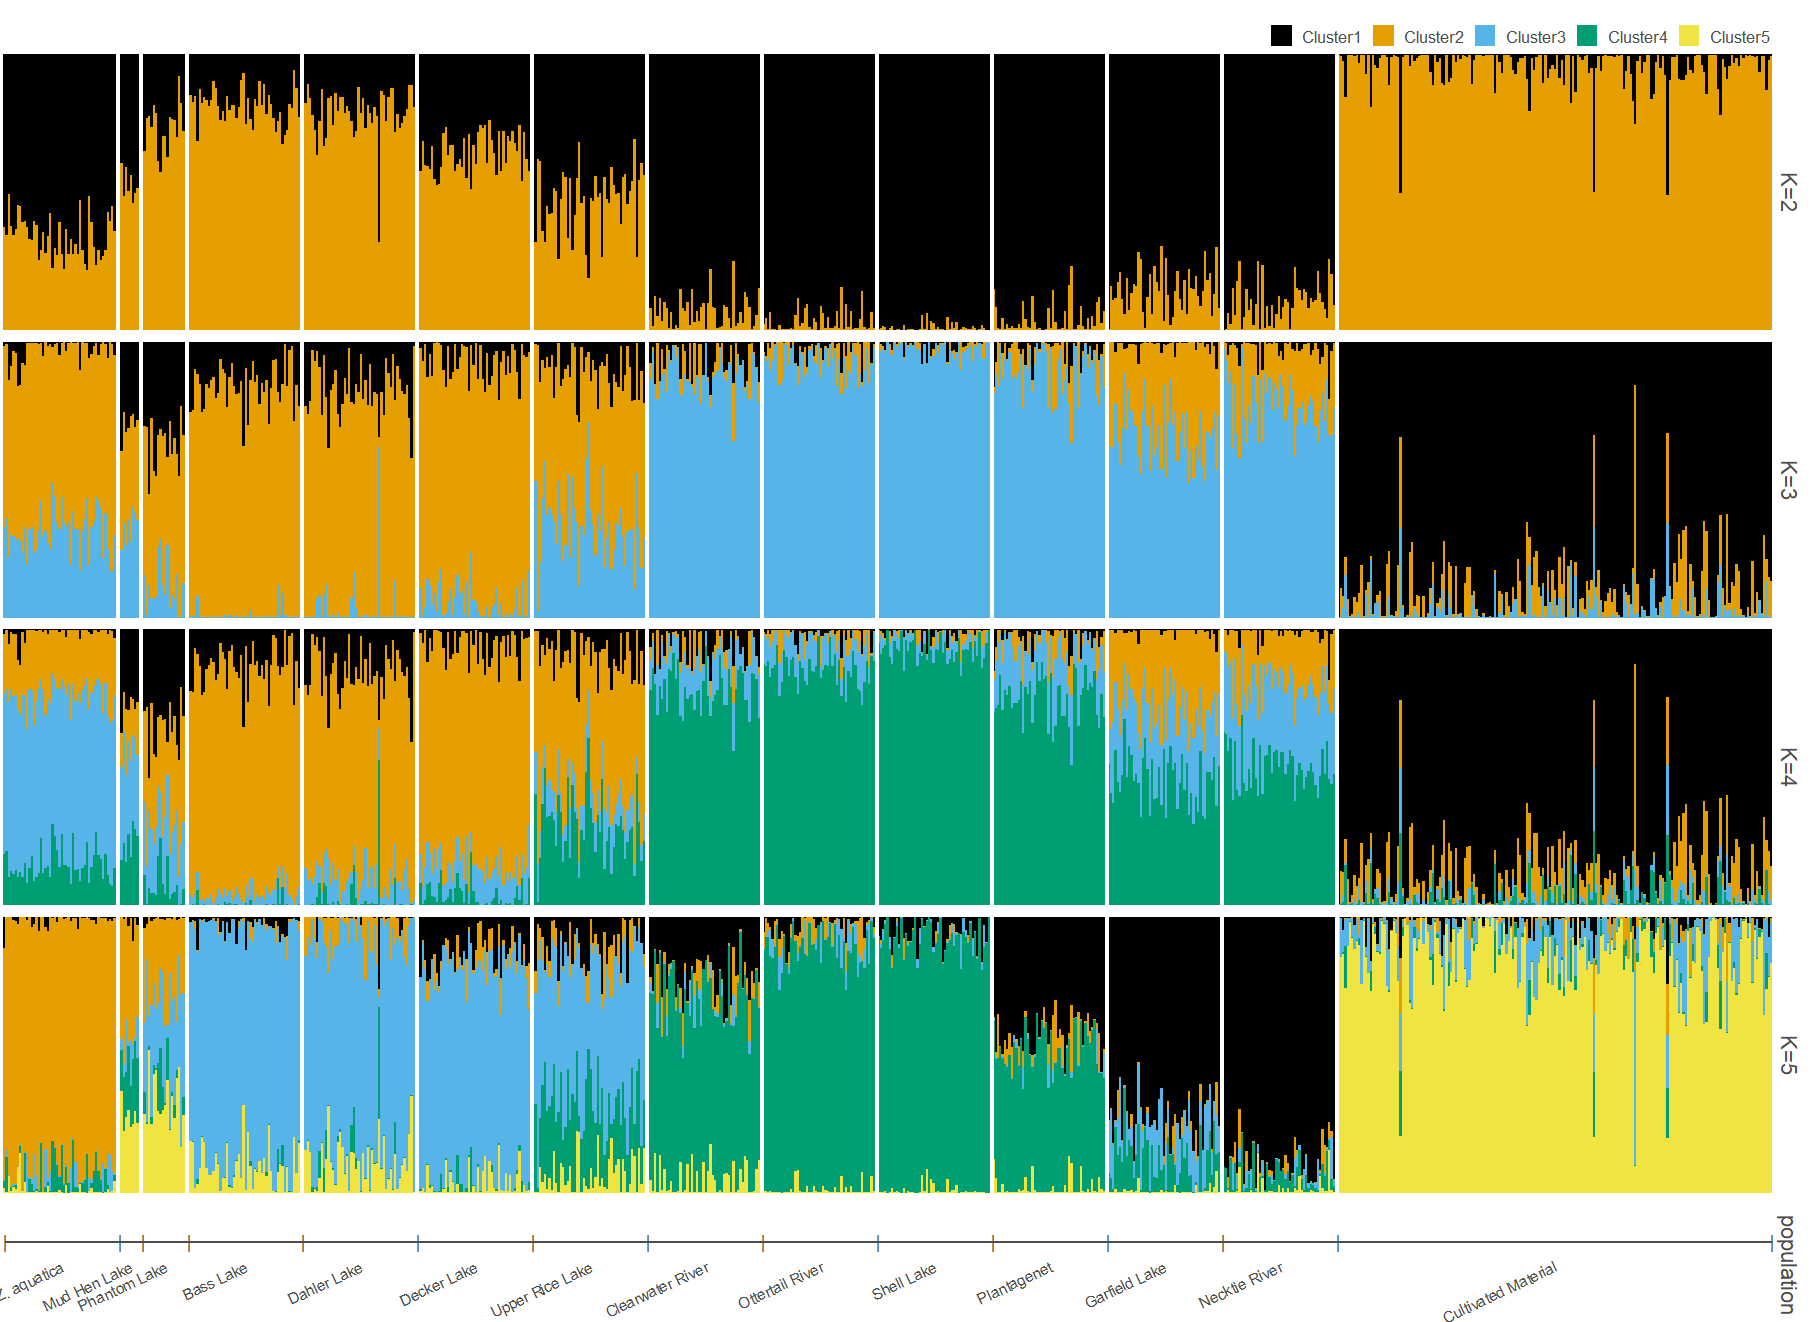 Cluster1 Cluster2 Cluster3 Cluster4 Cluster5
K=2
K=3
K=4
K=5
population
Z. aquatica
Mud Hen Lake
Phantom Lake
Bass Lake
Dahler Lake
Decker Lake
Upper Rice Lake
Clearwater River
Ottertail River
Shell Lake
Plantagenet
Garfield Lake
Necktie River
Cultivated Material